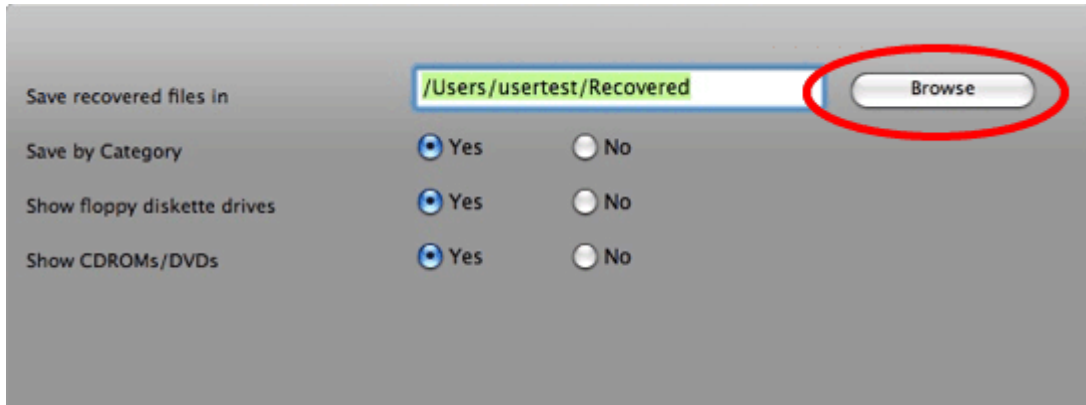 Save recovered files in /Users/usertest/Recovered Browse
Save by Category Yes No
Show floppy diskette drives Yes No
Show CDROMs/DVDs Yes No